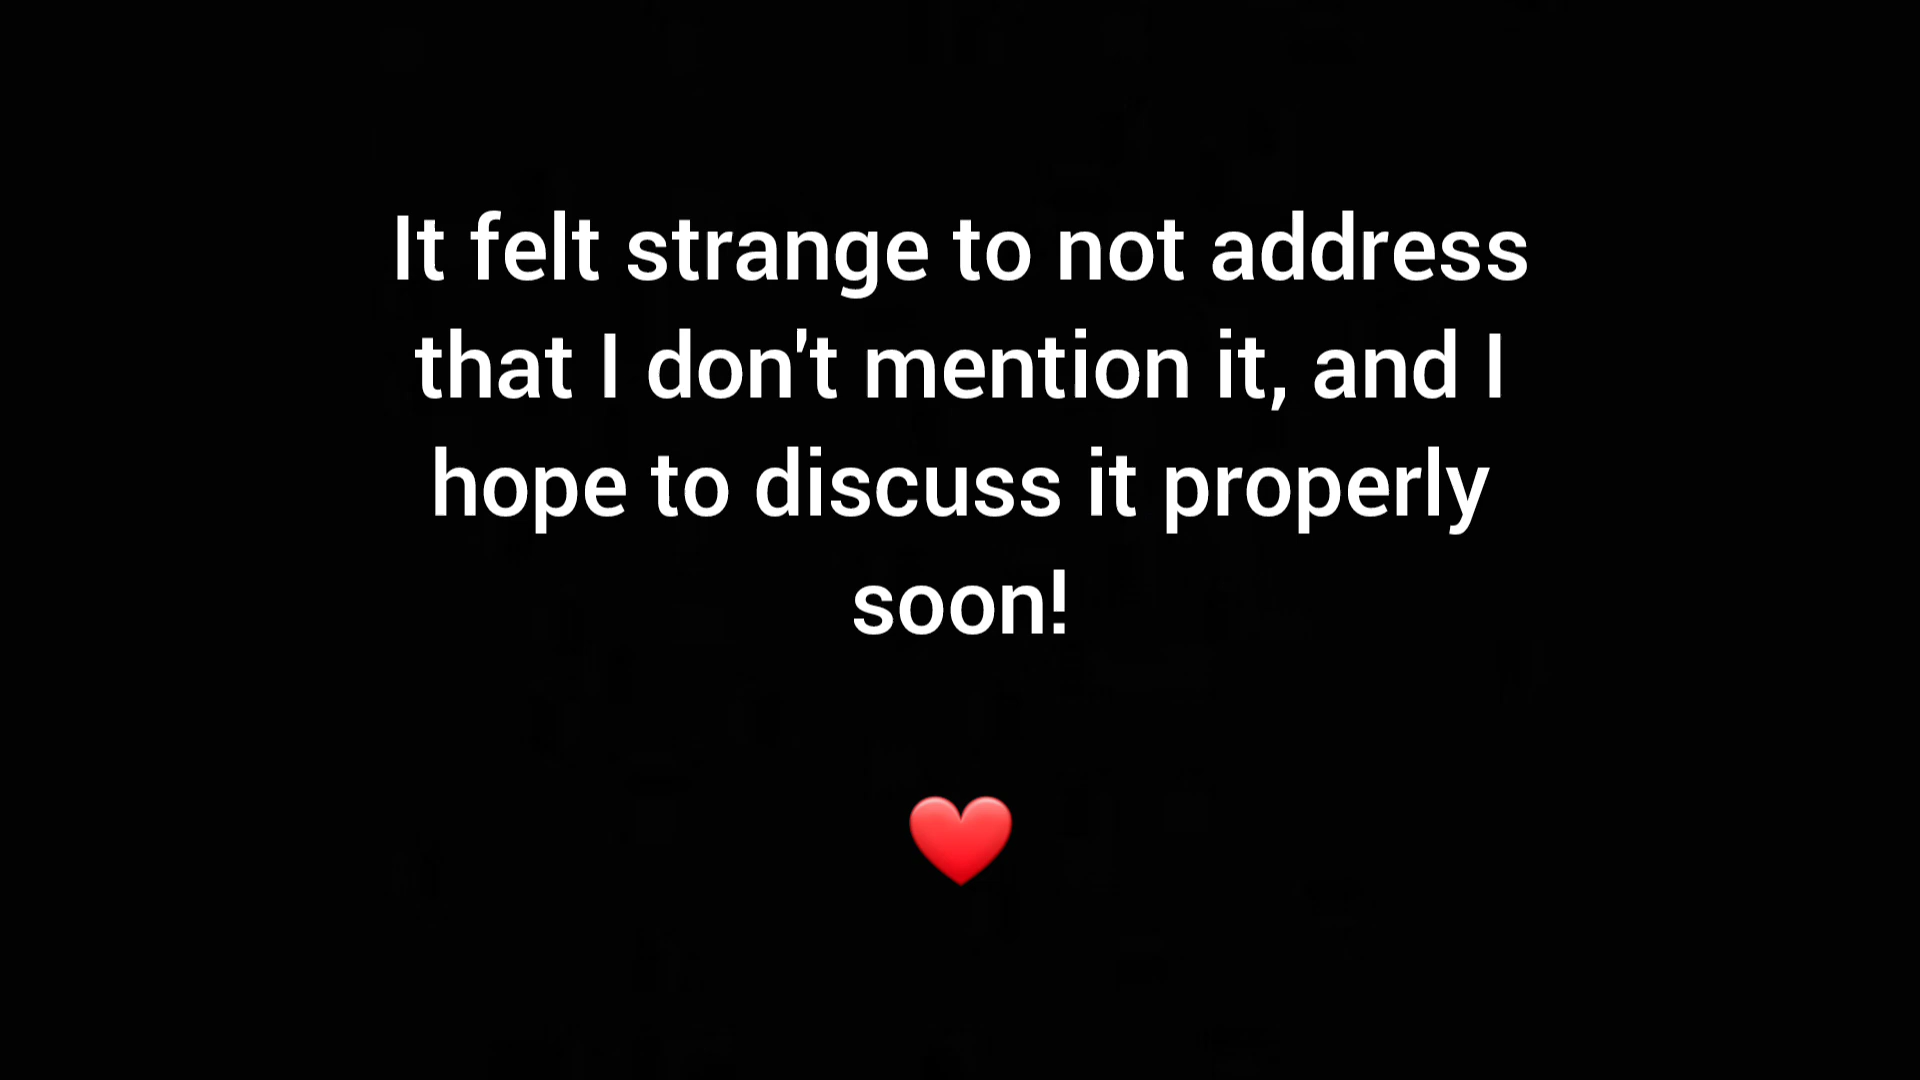 It felt strange to not address
that I don't mention it, and I
hope to discuss it properly
soon!
❤️